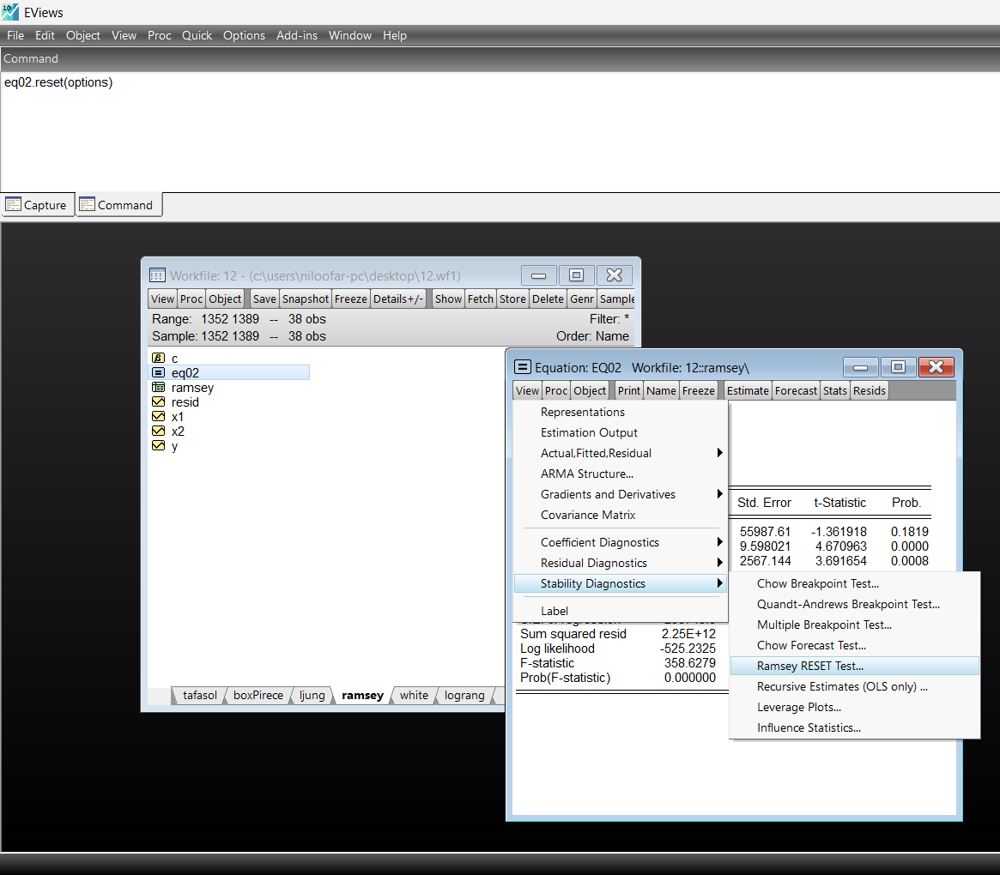 EViews
File Edit Object View Proc Quick Options Add-ins Window Help
Command
eq02.reset(options)
Capture Command
Workfile: 12 - (c:\users\niloofar-pc\desktop\12.wf1)
View Proc Object Save Snapshot Freeze Details+/- Show Fetch Store Delete Genr Sample
Range: 1352 1389 -- 38 obs Filter: *
Sample: 1352 1389 -- 38 obs Order: Name
c
eq02
ramsey
resid
x1
x2
y
tafasol boxPirece ljung ramsey white lograng
Equation: EQ02 Workfile: 12::ramsey\
View Proc Object Print Name Freeze Estimate Forecast Stats Resids
Representations
Estimation Output
Actual,Fitted,Residual
ARMA Structure...
Gradients and Derivatives
Covariance Matrix
Coefficient Diagnostics
Residual Diagnostics
Stability Diagnostics
Label
Std. Error t-Statistic Prob.
55987.61 -1.361918 0.1819
9.598021 4.670963 0.0000
2567.144 3.691654 0.0008
Chow Breakpoint Test...
Quandt-Andrews Breakpoint Test...
Multiple Breakpoint Test...
Chow Forecast Test...
Ramsey RESET Test...
Recursive Estimates (OLS only) ...
Leverage Plots...
Influence Statistics...
Sum squared resid 2.25E+12
Log likelihood -525.2325
F-statistic 358.6279
Prob(F-statistic) 0.000000